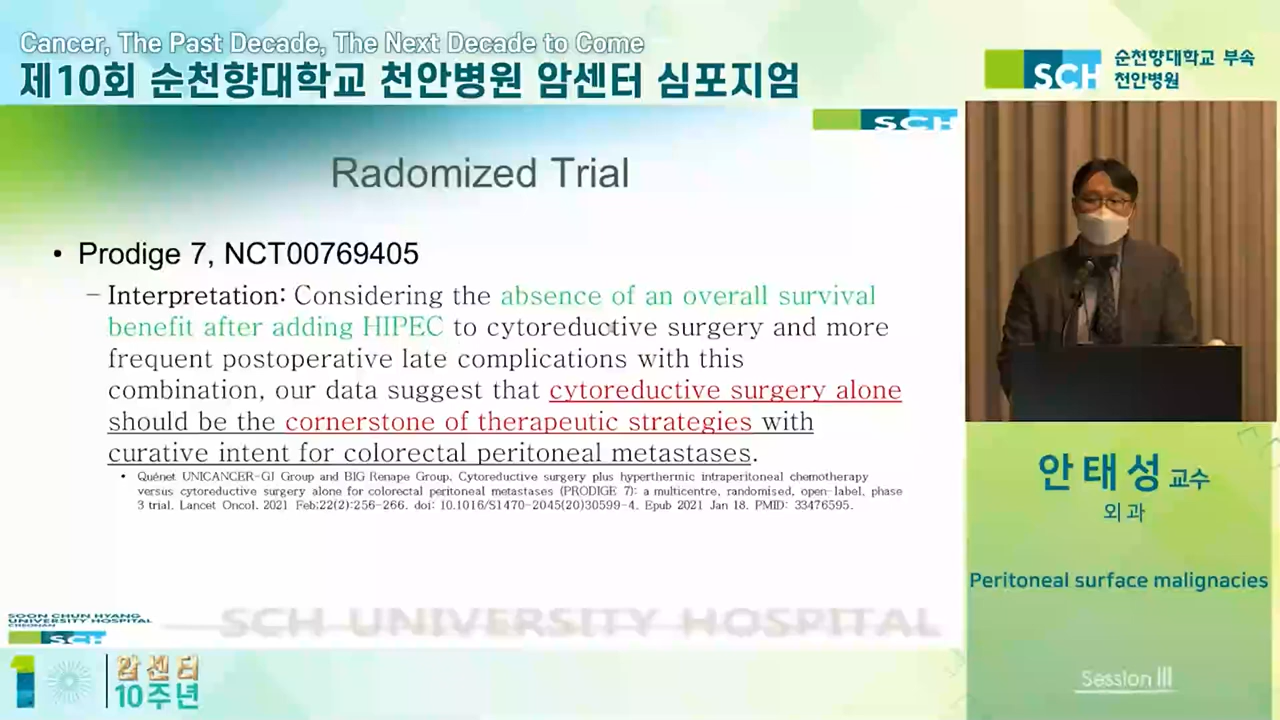 Cancer, The Past Decade, The Next Decade to Come
제10회 순천향대학교 천안병원 암센터 심포지엄
SCH
순천향대학교 부속
천안병원
SCH
Radomized Trial
• Prodige 7, NCT00769405
– Interpretation: Considering the absence of an overall survival
benefit after adding HIPEC to cytoreductive surgery and more
frequent postoperative late complications with this
combination, our data suggest that cytoreductive surgery alone
should be the cornerstone of therapeutic strategies with
curative intent for colorectal peritoneal metastases.
• Quénet UNICANCER-GI Group and BIG Renape Group. Cytoreductive surgery plus hyperthermic intraperitoneal chemotherapy
versus cytoreductive surgery alone for colorectal peritoneal metastases (PRODIGE 7): a multicentre, randomised, open-label, phase
3 trial. Lancet Oncol. 2021 Feb;22(2):256-266. doi: 10.1016/S1470-2045(20)30599-4. Epub 2021 Jan 18. PMID: 33476595.
SOON CHUN HYANG
UNIVERSITY HOSPITAL
CHEONAN
SCH
SCH UNIVERSITY HOSPITAL
암센터
10주년
안태성 교수
외과
Peritoneal surface malignacies
Session III